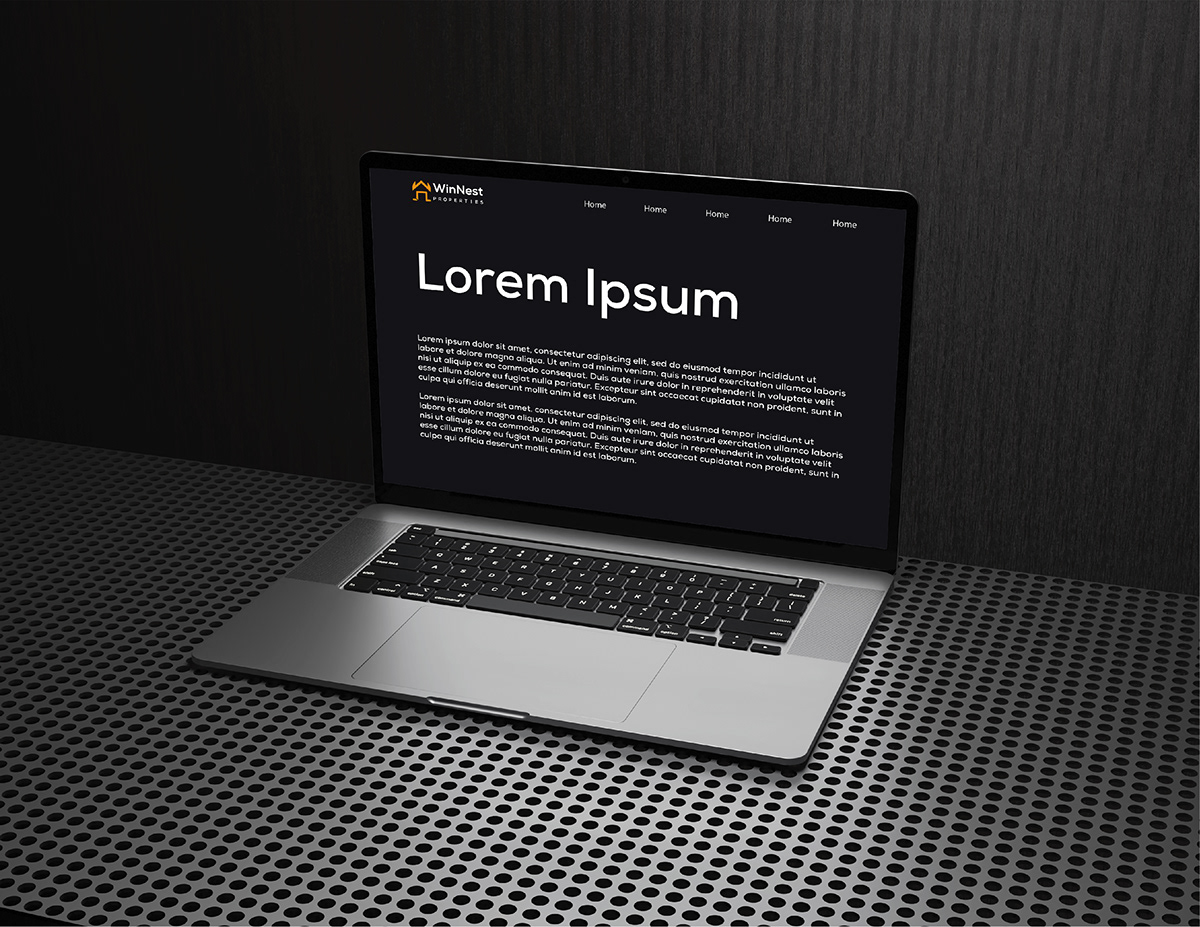 WinNest
PROPERTIES
Home Home Home Home Home
Lorem Ipsum
Lorem ipsum dolor sit amet, consectetur adipiscing elit, sed do eiusmod tempor incididunt ut
labore et dolore magna aliqua. Ut enim ad minim veniam, quis nostrud exercitation ullamco laboris
nisi ut aliquip ex ea commodo consequat. Duis aute irure dolor in reprehenderit in voluptate velit
esse cillum dolore eu fugiat nulla pariatur. Excepteur sint occaecat cupidatat non proident, sunt in
culpa qui officia deserunt mollit anim id est laborum.
Lorem ipsum dolor sit amet, consectetur adipiscing elit, sed do eiusmod tempor incididunt ut
labore et dolore magna aliqua. Ut enim ad minim veniam, quis nostrud exercitation ullamco laboris
nisi ut aliquip ex ea commodo consequat. Duis aute irure dolor in reprehenderit in voluptate velit
esse cillum dolore eu fugiat nulla pariatur. Excepteur sint occaecat cupidatat non proident, sunt in
culpa qui officia deserunt mollit anim id est laborum.
return
shift
command option